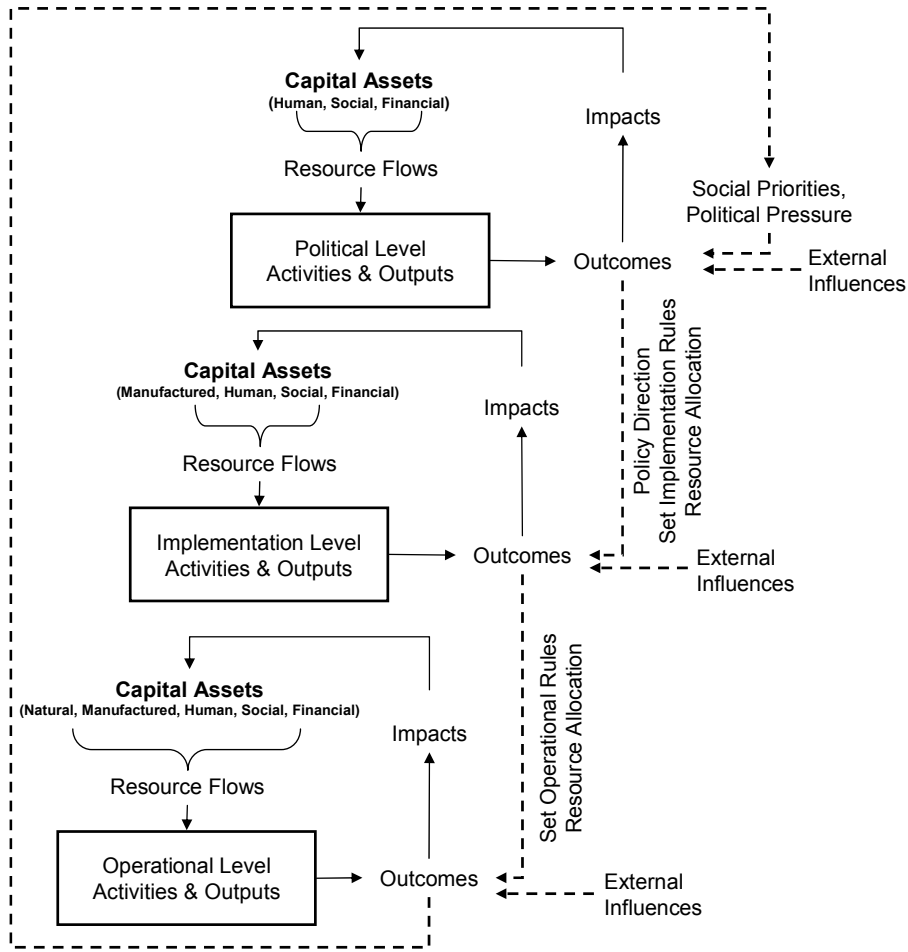 Capital Assets
(Human, Social, Financial)
Impacts
Resource Flows
Social Priorities,
Political Pressure
Political Level
Activities & Outputs
Outcomes
External
Influences
Policy Direction
Set Implementation Rules
Resource Allocation
Capital Assets
(Manufactured, Human, Social, Financial)
Impacts
Resource Flows
Implementation Level
Activities & Outputs
Outcomes
External
Influences
Set Operational Rules
Resource Allocation
Capital Assets
(Natural, Manufactured, Human, Social, Financial)
Impacts
Resource Flows
Operational Level
Activities & Outputs
Outcomes
External
Influences